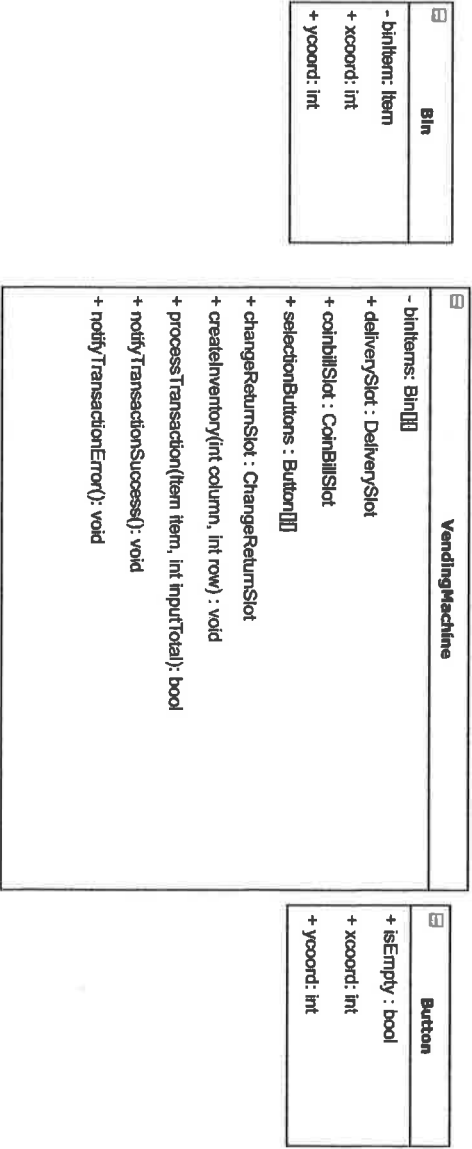 Bin
- binItem: Item
+ xcoord: int
+ ycoord: int
VendingMachine
- binItems: Bin[][]
+ deliverySlot : DeliverySlot
+ coinbillSlot : CoinBillSlot
+ selectionButtons : Button[][]
+ changeReturnSlot : ChangeReturnSlot
+ createInventory(int column, int row) : void
+ processTransaction(Item item, int inputTotal): bool
+ notifyTransactionSuccess(): void
+ notifyTransactionError(): void
Button
+ isEmpty : bool
+ xcoord: int
+ ycoord: int